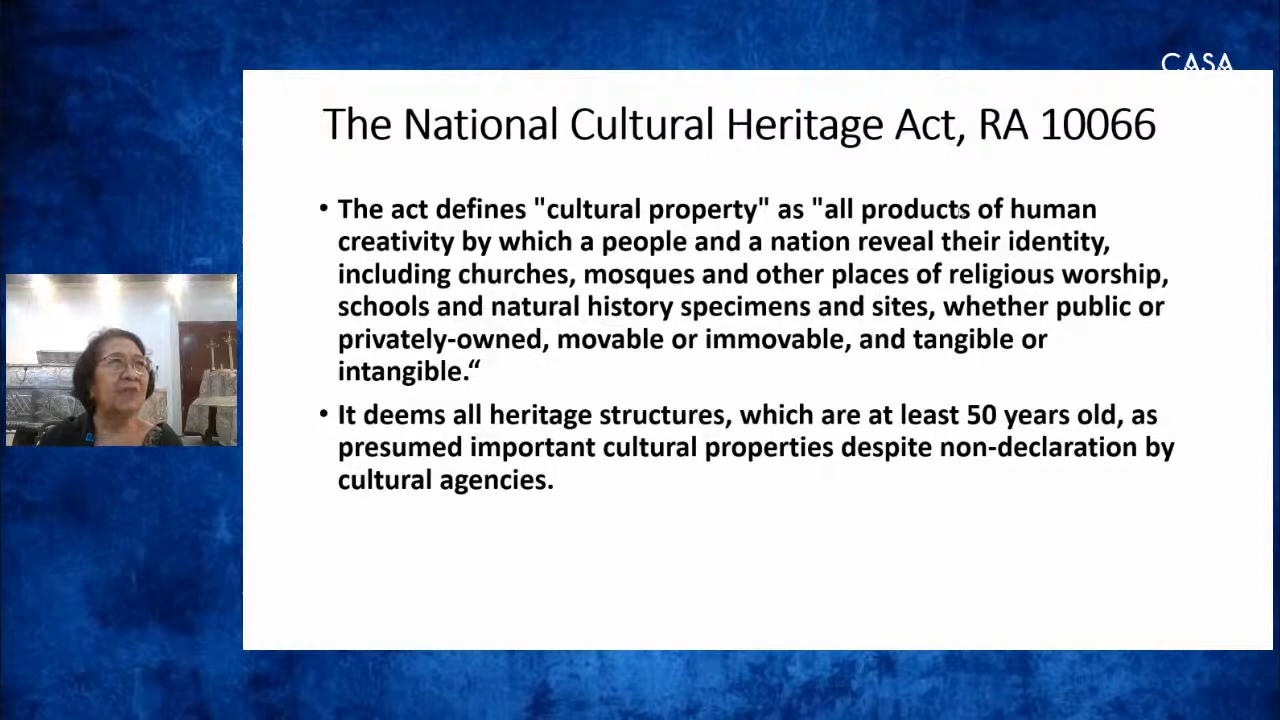 CASA
The National Cultural Heritage Act, RA 10066
• The act defines "cultural property" as "all products of human
creativity by which a people and a nation reveal their identity,
including churches, mosques and other places of religious worship,
schools and natural history specimens and sites, whether public or
privately-owned, movable or immovable, and tangible or
intangible.“
• It deems all heritage structures, which are at least 50 years old, as
presumed important cultural properties despite non-declaration by
cultural agencies.